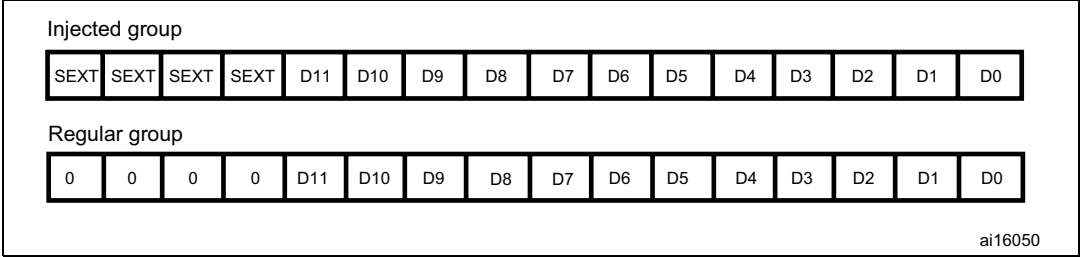 Injected group
SEXT SEXT SEXT SEXT D11 D10 D9 D8 D7 D6 D5 D4 D3 D2 D1 D0
Regular group
0 0 0 0 D11 D10 D9 D8 D7 D6 D5 D4 D3 D2 D1 D0
ai16050